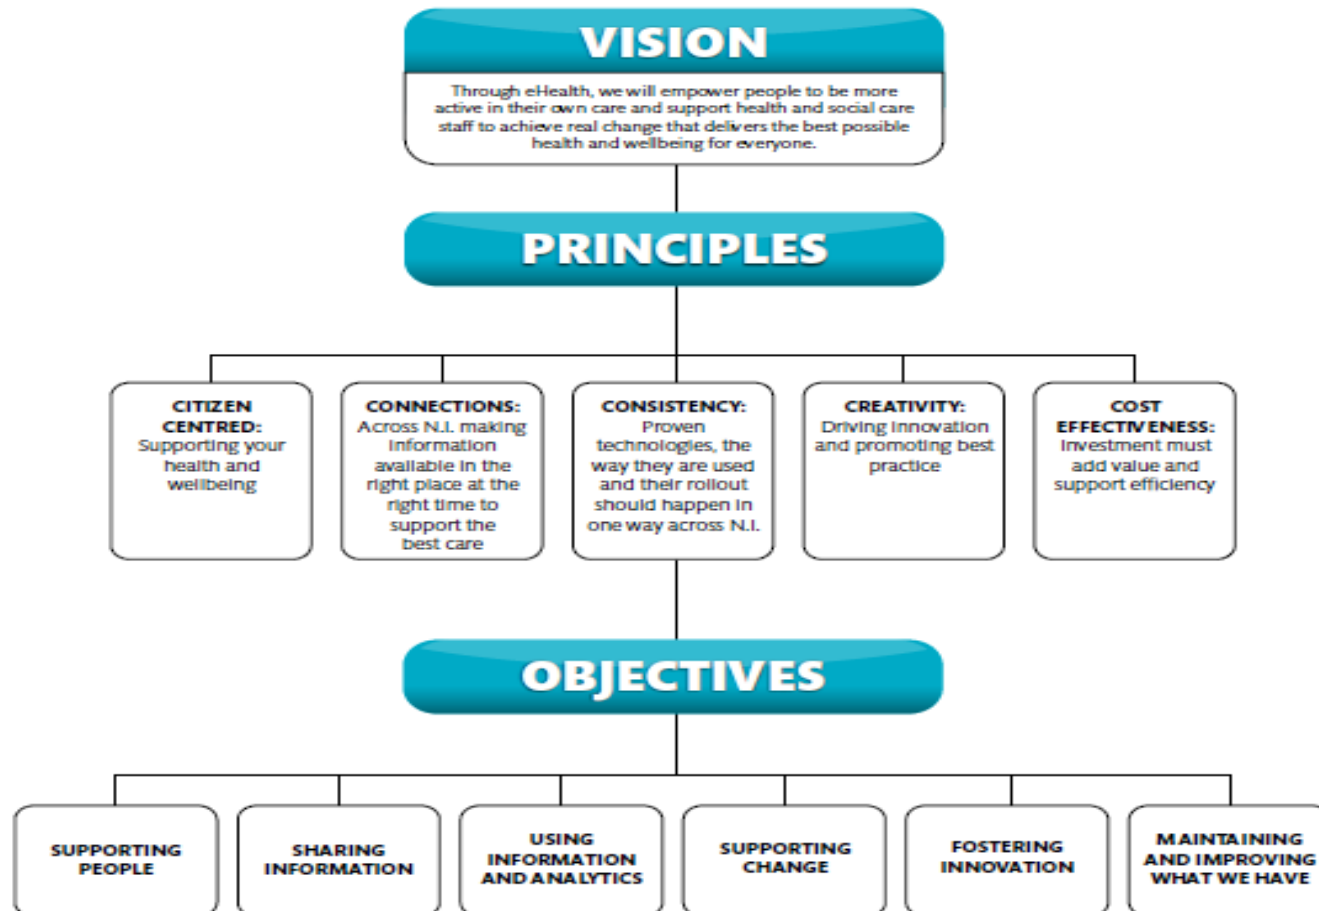 VISION
Through eHealth, we will empower people to be more
active in their own care and support health and social care
staff to achieve real change that delivers the best possible
health and wellbeing for everyone.
PRINCIPLES
CITIZEN
CENTRED:
Supporting your
health and
wellbeing
CONNECTIONS:
Across N.I. making
information
available in the
right place at the
right time to
support the
best care
CONSISTENCY:
Proven
technologies, the
way they are used
and their rollout
should happen in
one way across N.I.
CREATIVITY:
Driving innovation
and promoting best
practice
COST
EFFECTIVENESS:
Investment must
add value and
support efficiency
OBJECTIVES
SUPPORTING
PEOPLE
SHARING
INFORMATION
USING
INFORMATION
AND ANALYTICS
SUPPORTING
CHANGE
FOSTERING
INNOVATION
MAINTAINING
AND IMPROVING
WHAT WE HAVE